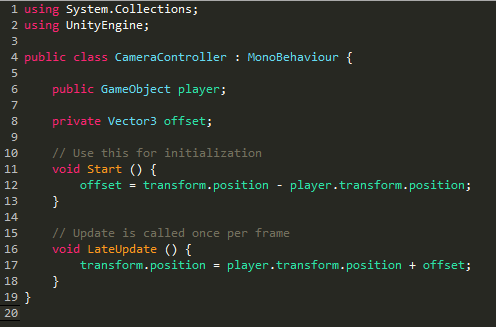 1 using System.Collections;
2 using UnityEngine;
3
4 public class CameraController : MonoBehaviour {
5
6     public GameObject player;
7
8     private Vector3 offset;
9
10     // Use this for initialization
11     void Start () {
12         offset = transform.position - player.transform.position;
13     }
14
15     // Update is called once per frame
16     void LateUpdate () {
17         transform.position = player.transform.position + offset;
18     }
19 }
20